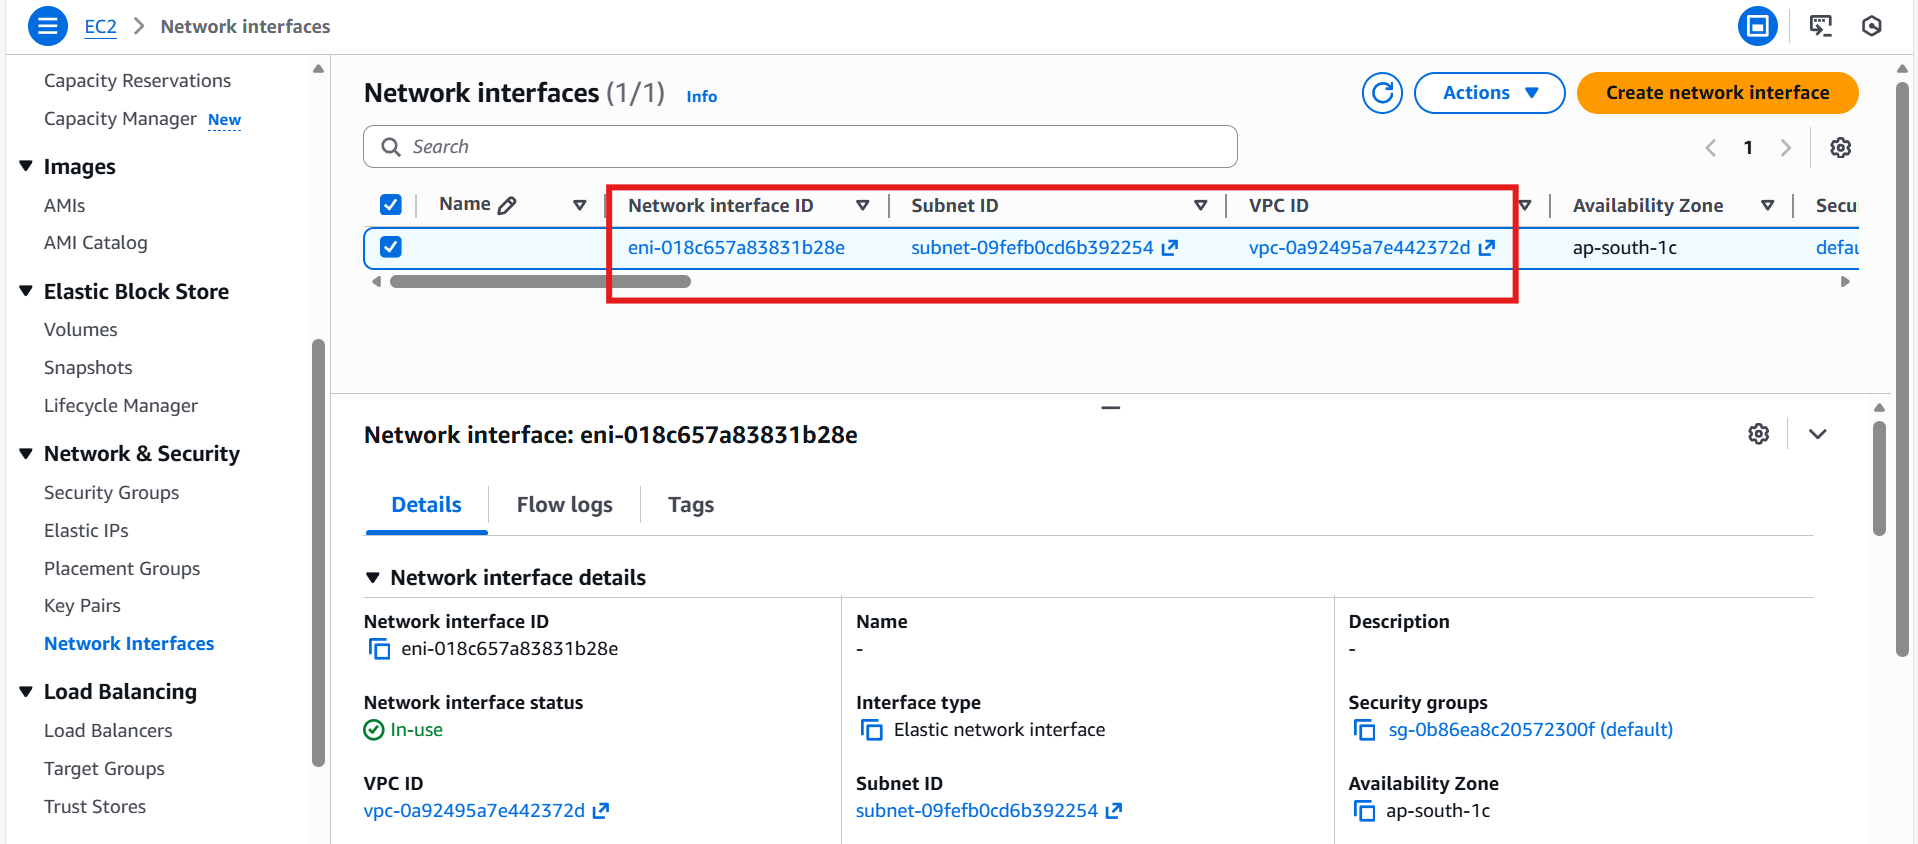 EC2 > Network interfaces
Capacity Reservations
Capacity Manager New
Images
AMIs
AMI Catalog
Elastic Block Store
Volumes
Snapshots
Lifecycle Manager
Network & Security
Security Groups
Elastic IPs
Placement Groups
Key Pairs
Network Interfaces
Load Balancing
Load Balancers
Target Groups
Trust Stores
Network interfaces (1/1) Info
Actions
Create network interface
Search
1
Name Network interface ID Subnet ID VPC ID Availability Zone Secu
eni-018c657a83831b28e subnet-09fefb0cd6b392254 vpc-0a92495a7e442372d ap-south-1c defau
Network interface: eni-018c657a83831b28e
Details Flow logs Tags
Network interface details
Network interface ID
eni-018c657a83831b28e
Name
-
Description
-
Network interface status
In-use
Interface type
Elastic network interface
Security groups
sg-0b86ea8c20572300f (default)
VPC ID
vpc-0a92495a7e442372d
Subnet ID
subnet-09fefb0cd6b392254
Availability Zone
ap-south-1c